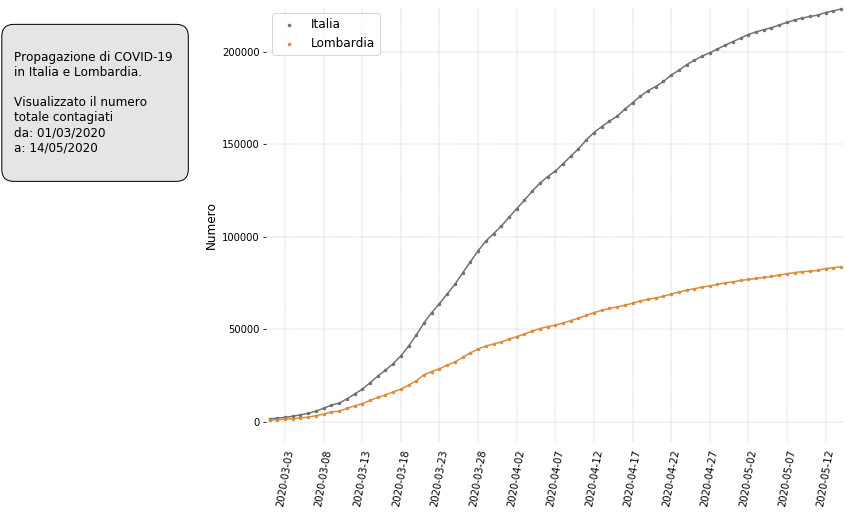 Propagazione di COVID-19
in Italia e Lombardia.
Visualizzato il numero
totale contagiati
da: 01/03/2020
a: 14/05/2020
Italia
Lombardia
Numero
200000
150000
100000
50000
0
2020-03-03
2020-03-08
2020-03-13
2020-03-18
2020-03-23
2020-03-28
2020-04-02
2020-04-07
2020-04-12
2020-04-17
2020-04-22
2020-04-27
2020-05-02
2020-05-07
2020-05-12